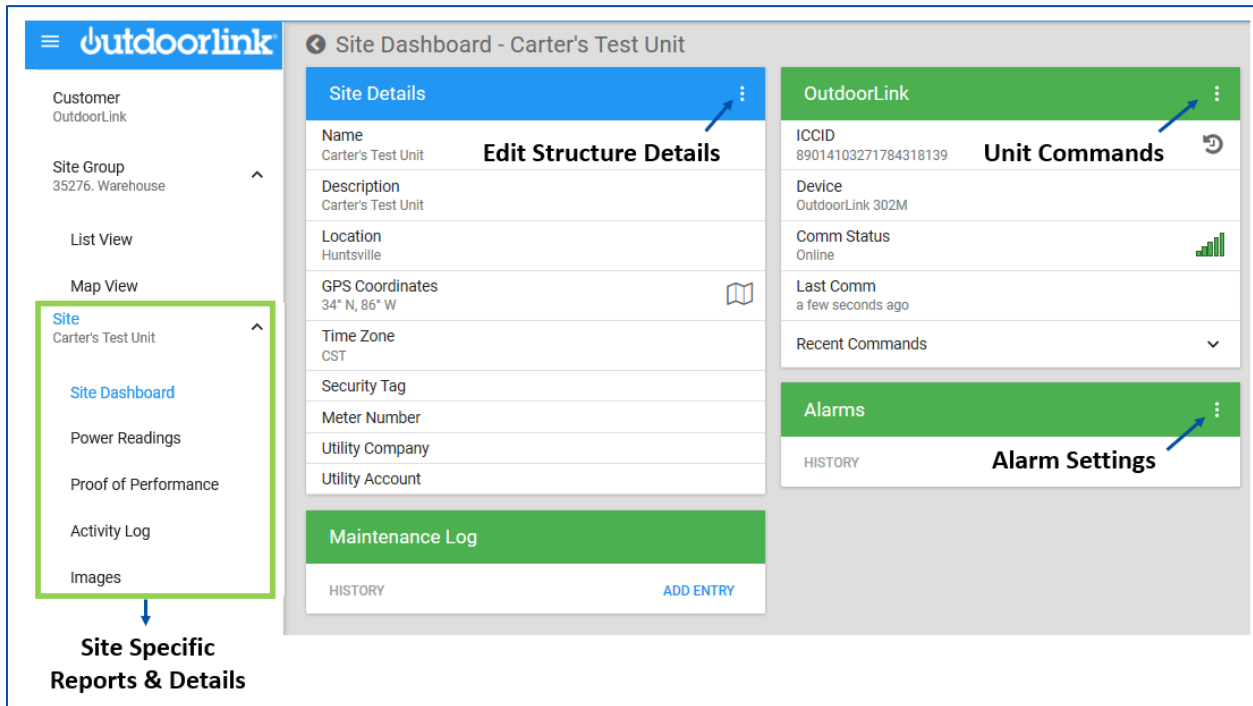 outdoorlink
Site Dashboard - Carter's Test Unit
Customer
OutdoorLink
Site Group
35276. Warehouse
List View
Map View
Site
Carter's Test Unit
Site Dashboard
Power Readings
Proof of Performance
Activity Log
Images
Site Specific
Reports & Details
Site Details
Name
Carter's Test Unit
Edit Structure Details
Description
Carter's Test Unit
Location
Huntsville
GPS Coordinates
34° N, 86° W
Time Zone
CST
Security Tag
Meter Number
Utility Company
Utility Account
Maintenance Log
HISTORY ADD ENTRY
OutdoorLink
ICCID
89014103271784318139
Unit Commands
Device
OutdoorLink 302M
Comm Status
Online
Last Comm
a few seconds ago
Recent Commands
Alarms
HISTORY
Alarm Settings